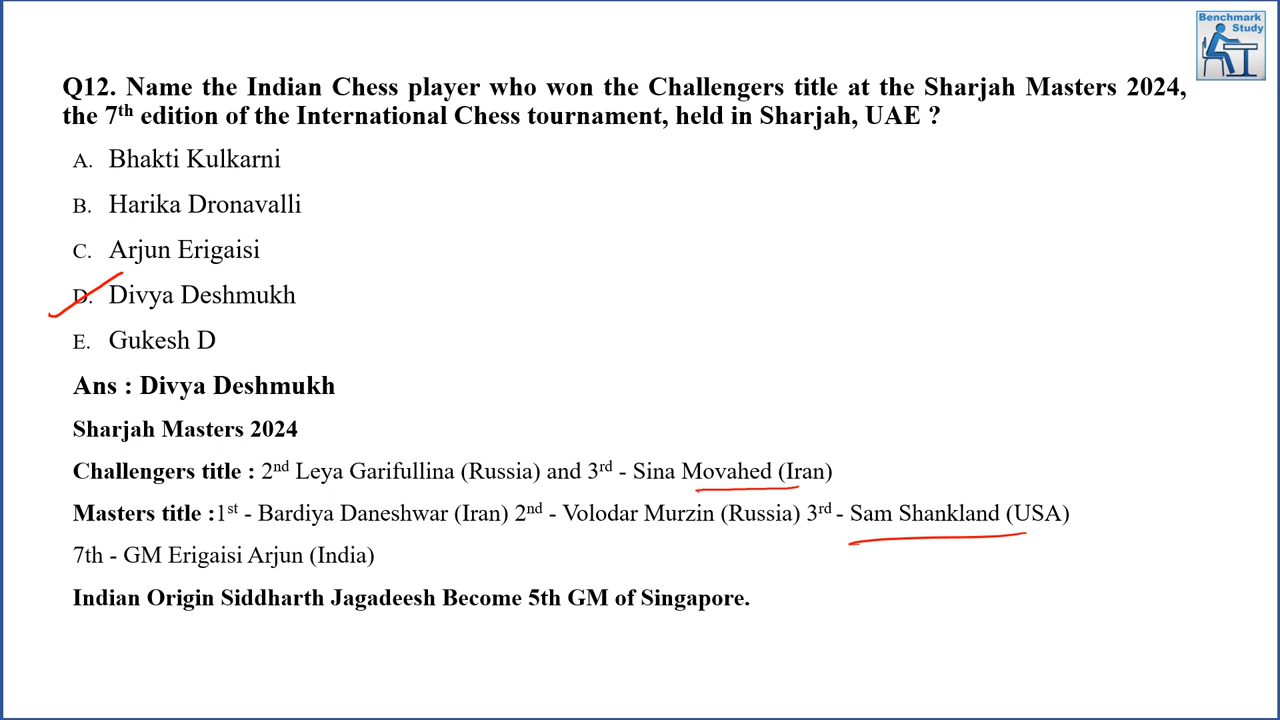 Benchmark
Study
Q12. Name the Indian Chess player who won the Challengers title at the Sharjah Masters 2024,
the 7th edition of the International Chess tournament, held in Sharjah, UAE ?
A. Bhakti Kulkarni
B. Harika Dronavalli
C. Arjun Erigaisi
D. Divya Deshmukh
E. Gukesh D
Ans : Divya Deshmukh
Sharjah Masters 2024
Challengers title : 2nd Leya Garifullina (Russia) and 3rd - Sina Movahed (Iran)
Masters title :1st - Bardiya Daneshwar (Iran) 2nd - Volodar Murzin (Russia) 3rd - Sam Shankland (USA)
7th - GM Erigaisi Arjun (India)
Indian Origin Siddharth Jagadeesh Become 5th GM of Singapore.